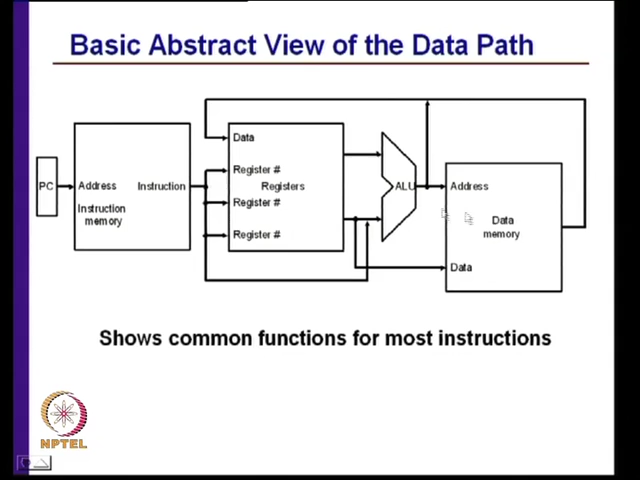 Basic Abstract View of the Data Path
Data
Register #
PC
Address
Instruction
Registers
ALU
Address
Instruction
memory
Register #
Data
memory
Register #
Data
Shows common functions for most instructions
NPTEL